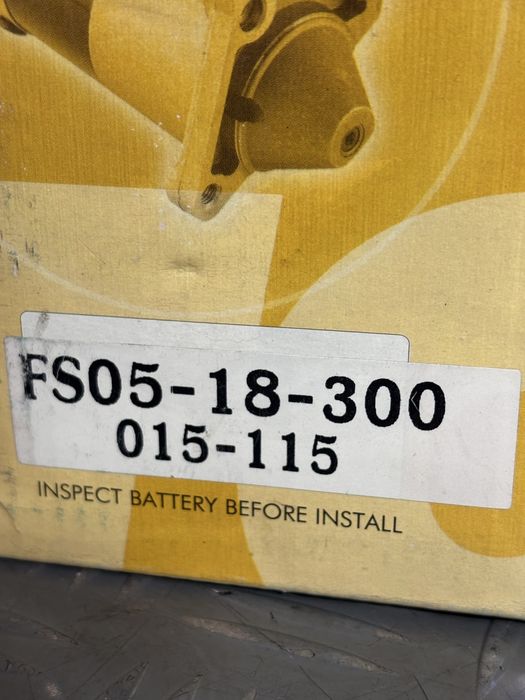 FS05-18-300
015-115
INSPECT BATTERY BEFORE INSTALL